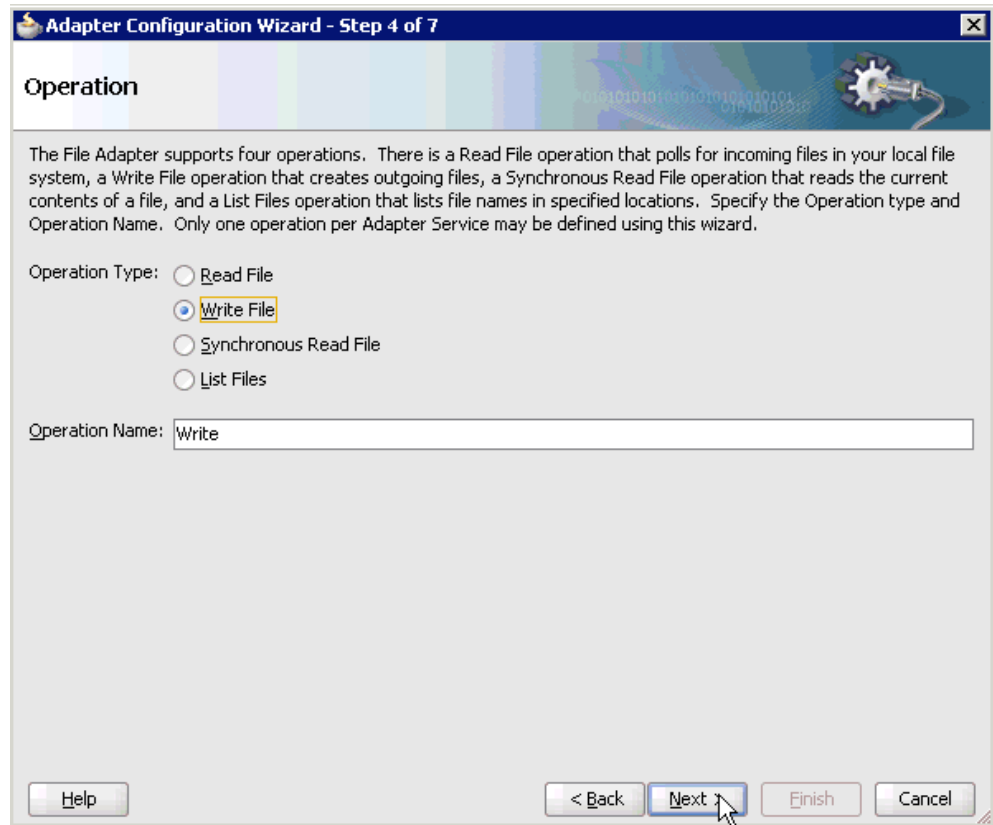 Adapter Configuration Wizard - Step 4 of 7
Operation
The File Adapter supports four operations. There is a Read File operation that polls for incoming files in your local file
system, a Write File operation that creates outgoing files, a Synchronous Read File operation that reads the current
contents of a file, and a List Files operation that lists file names in specified locations. Specify the Operation type and
Operation Name. Only one operation per Adapter Service may be defined using this wizard.
Operation Type: Read File
Write File
Synchronous Read File
List Files
Operation Name: Write
Help < Back Next > Finish Cancel